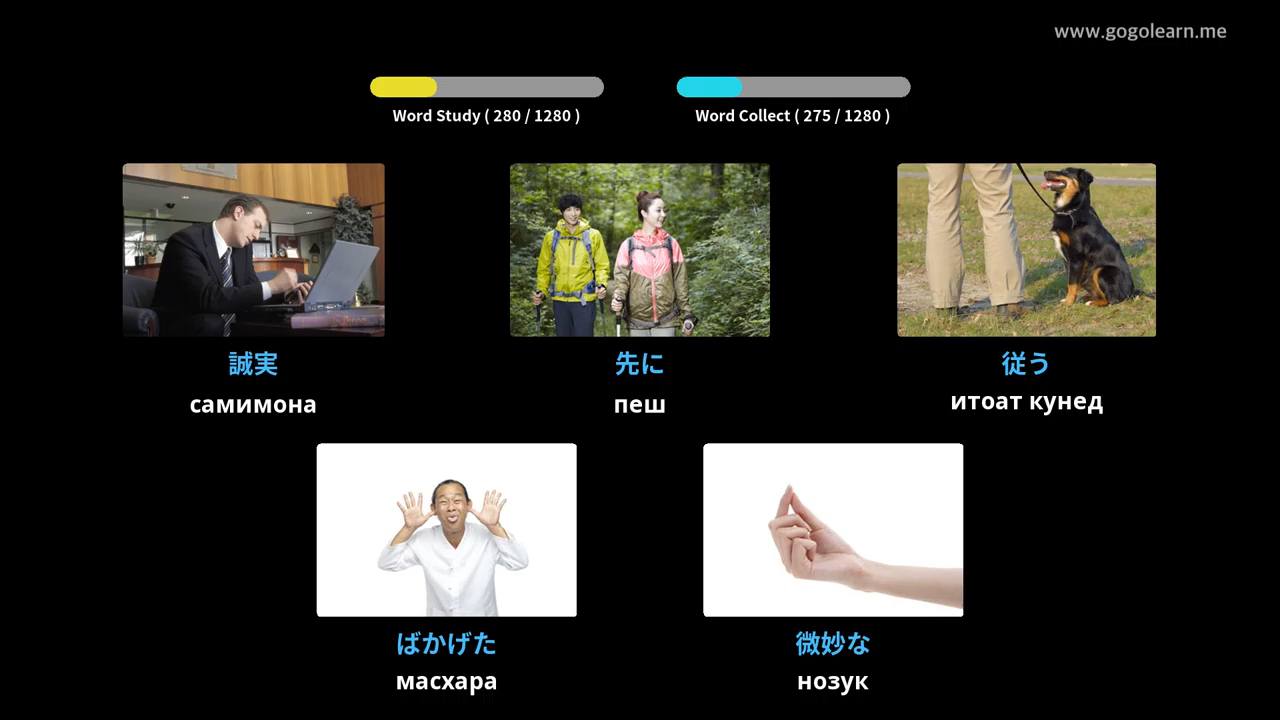 www.gogolearn.me
Word Study ( 280 / 1280 )
Word Collect ( 275 / 1280 )
誠実
самимона
先に
пеш
従う
итоат кунед
ばかげた
масхара
微妙な
нозук